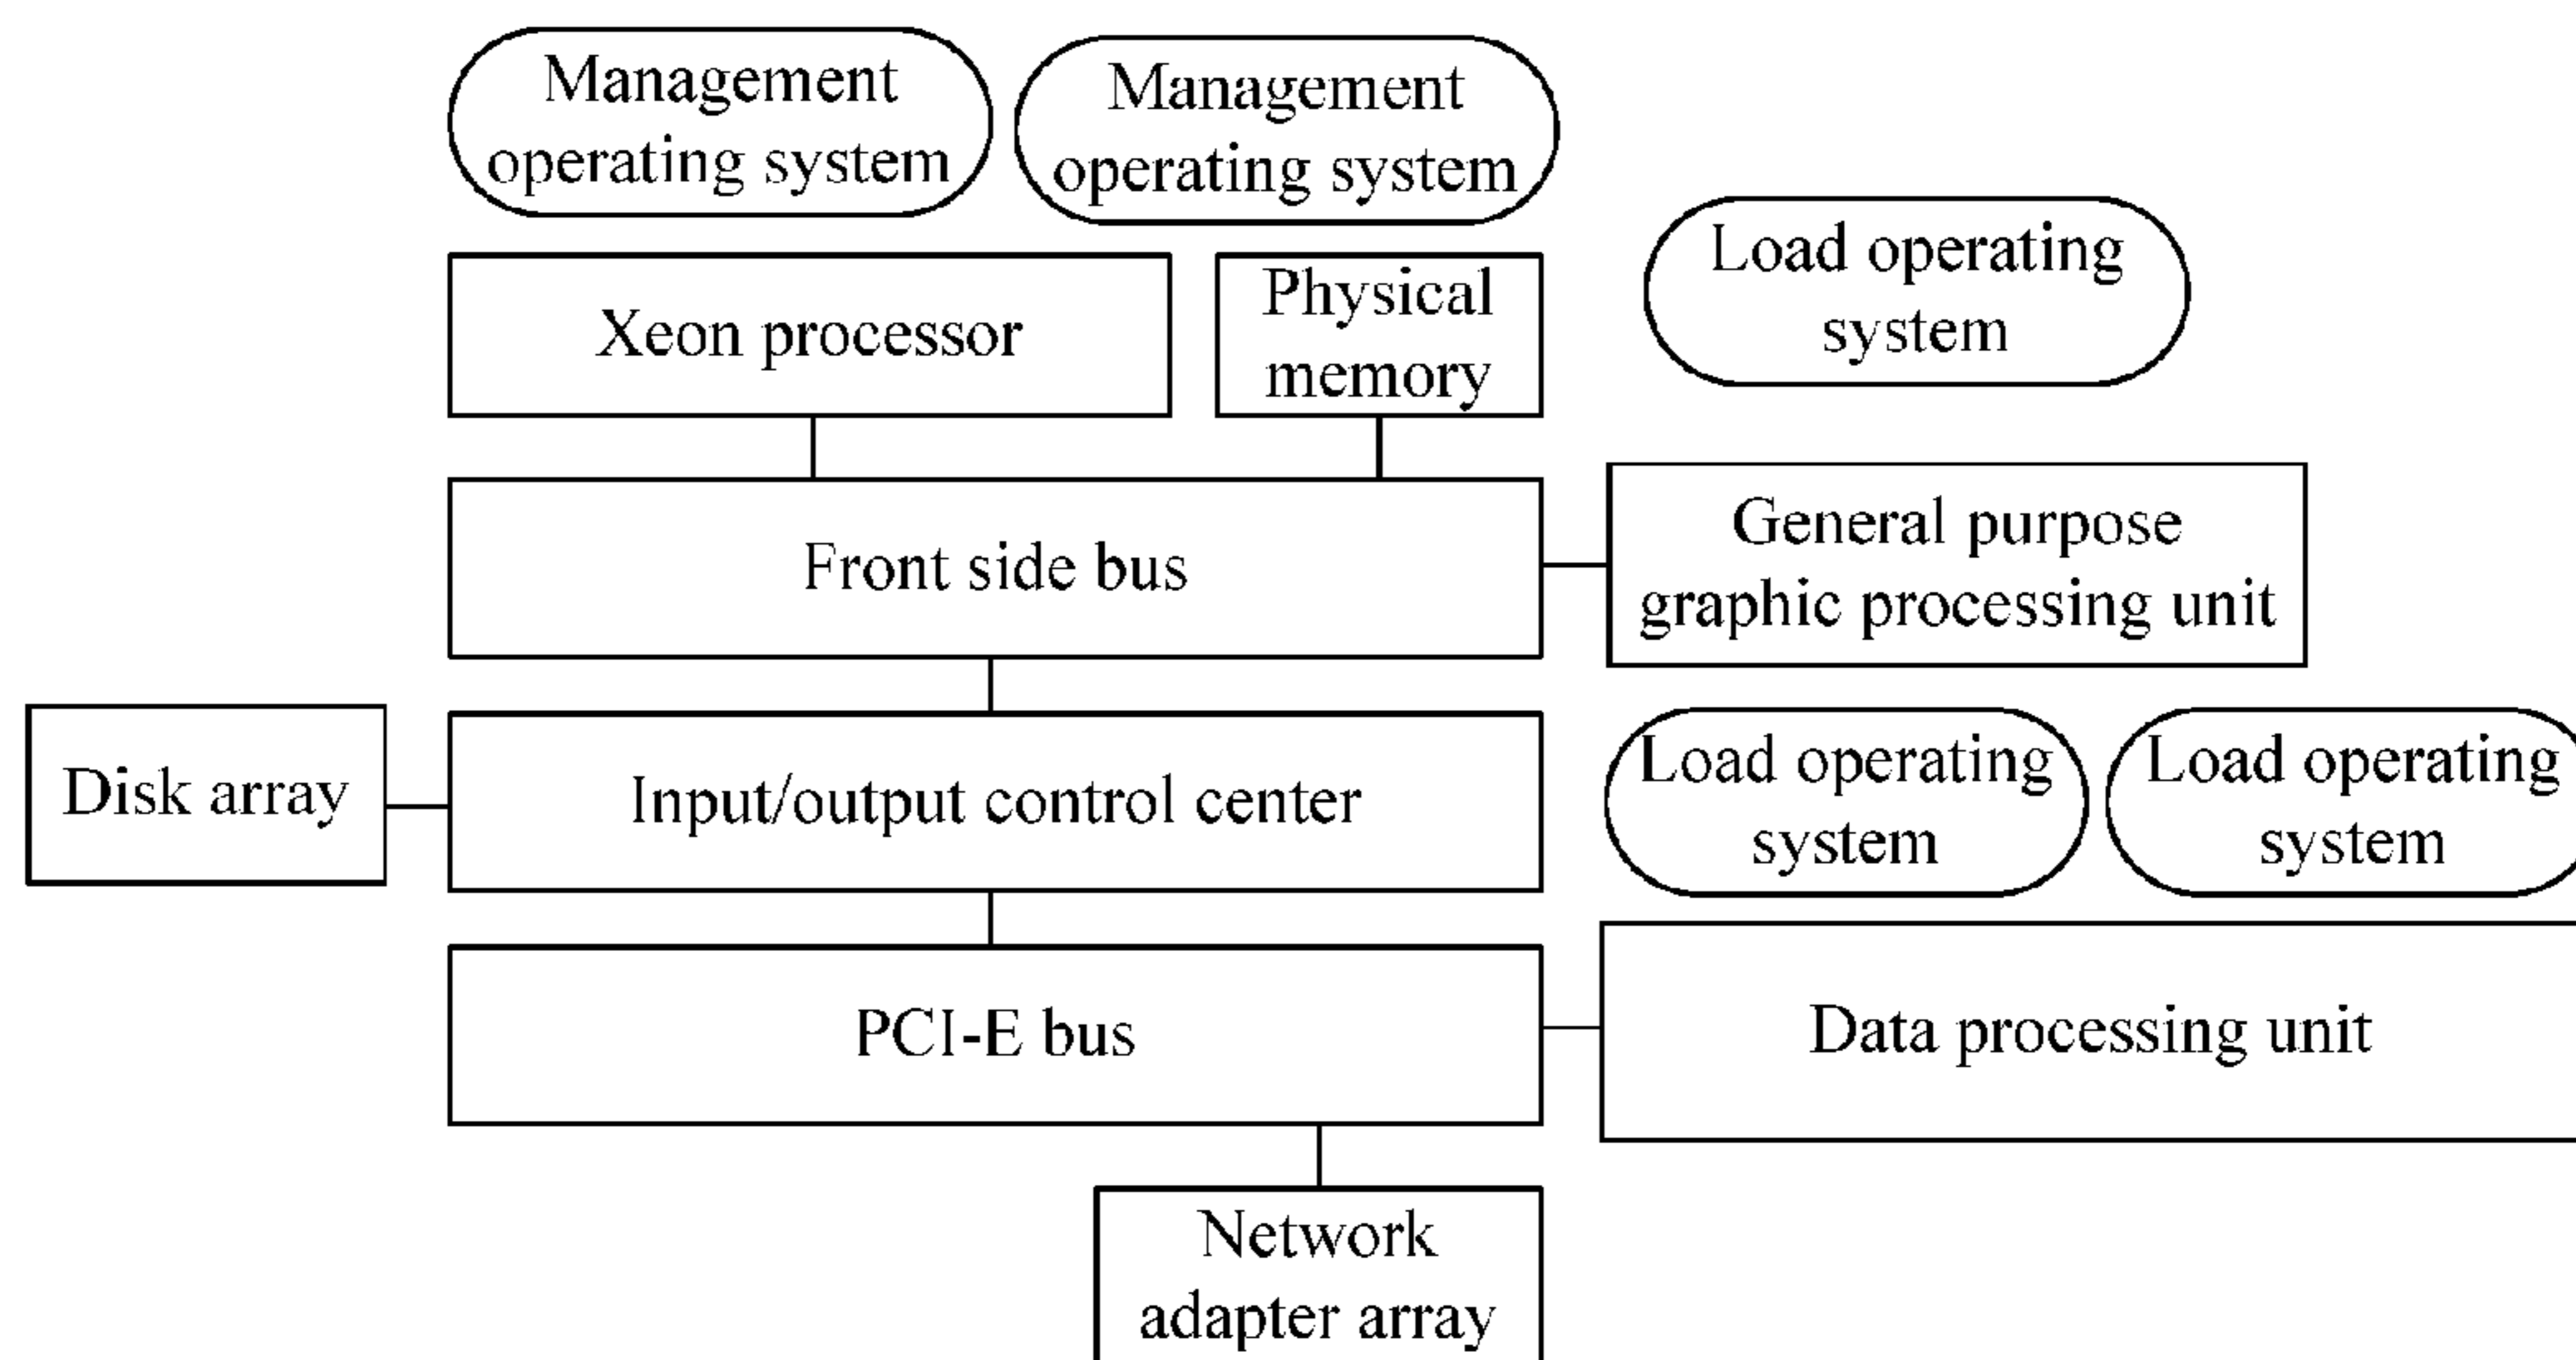 Management
operating system
Management
operating system
Load operating
system
Xeon processor
Physical
memory
Front side bus
General purpose
graphic processing unit
Disk array
Input/output control center
Load operating
system
Load operating
system
PCI-E bus
Data processing unit
Network
adapter array